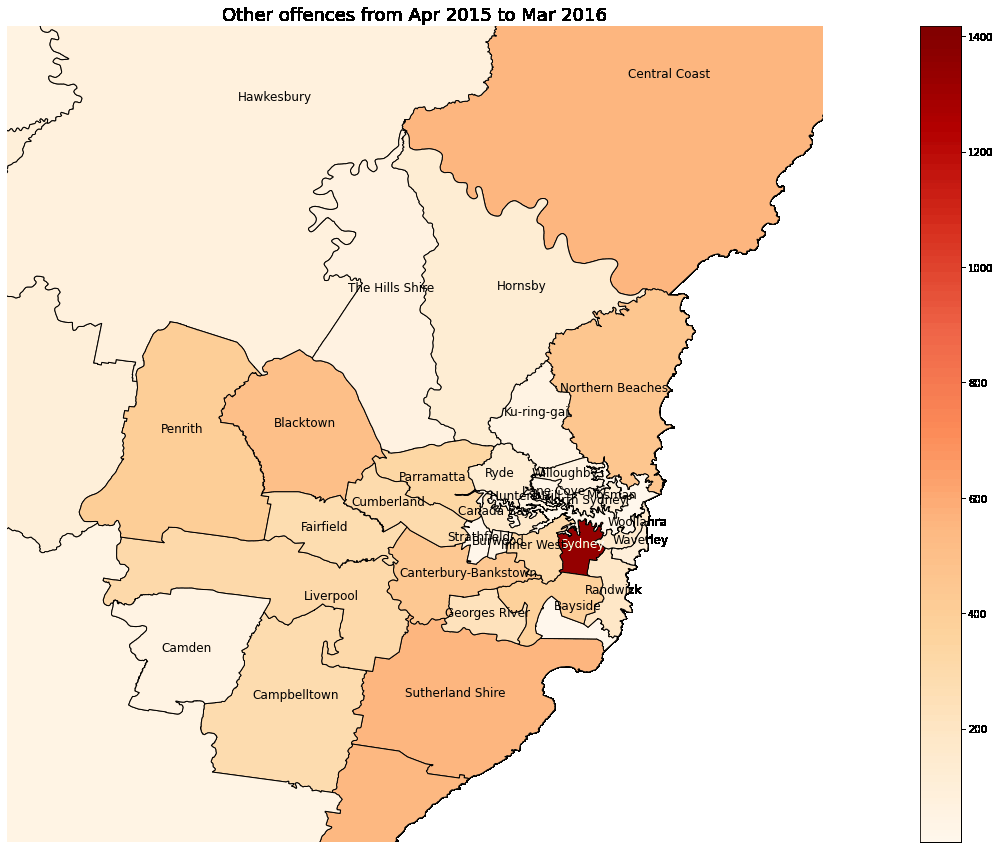 Other offences from Apr 2015 to Mar 2016
1400
Central Coast
Hawkesbury
1200
1000
The Hills Shire
Hornsby
800
Northern Beaches
Ku-ring-gai
Blacktown
Penrith
Ryde
Willoughby
Parramatta
Lane Cove
Hunters Hill
Mosman
North Sydney
600
Cumberland
Canada Bay
Woollahra
Fairfield
Strathfield
Burwood
Waverley
Inner West
Sydney
Canterbury-Bankstown
Randwick
Liverpool
Bayside
Georges River
400
Camden
Sutherland Shire
Campbelltown
200